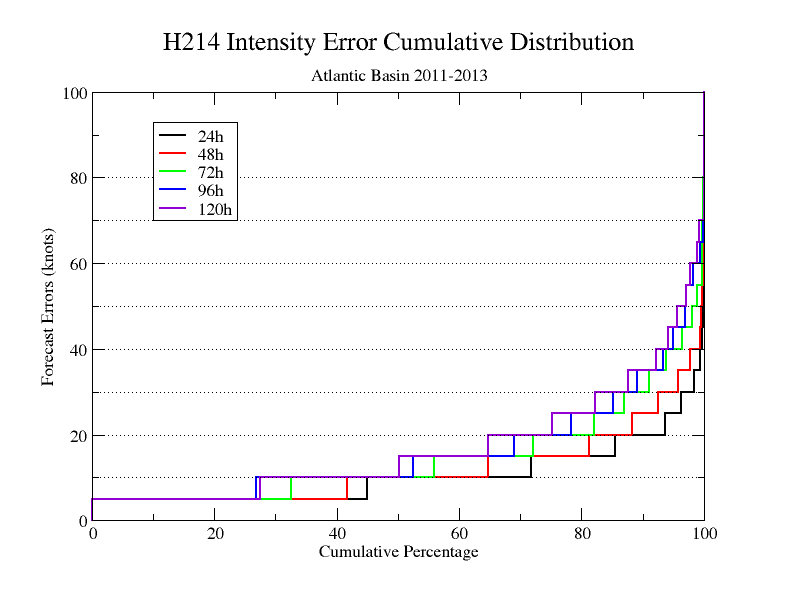 H214 Intensity Error Cumulative Distribution
Atlantic Basin 2011-2013
100
24h
48h
72h
96h
120h
80
60
40
20
0
Forecast Errors (knots)
0 20 40 60 80 100
Cumulative Percentage